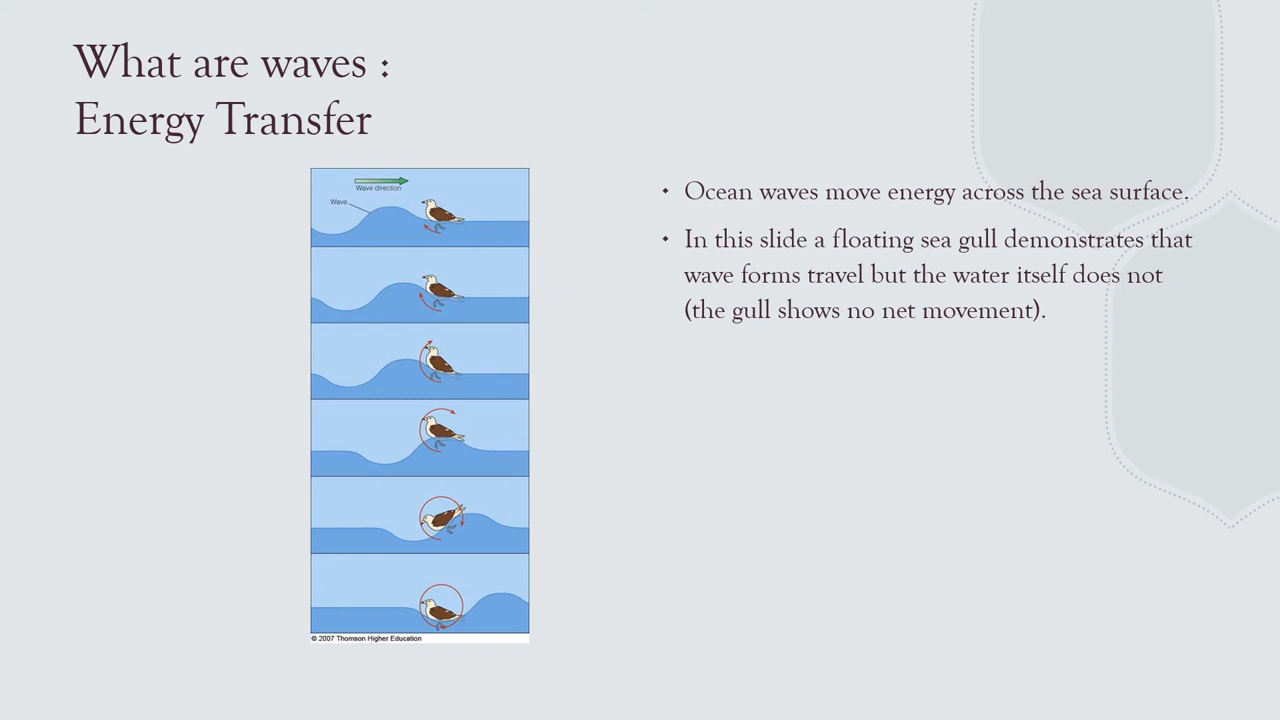 What are waves :
Energy Transfer
Wave direction
Wave
© 2007 Thomson Higher Education
• Ocean waves move energy across the sea surface.
• In this slide a floating sea gull demonstrates that
wave forms travel but the water itself does not
(the gull shows no net movement).